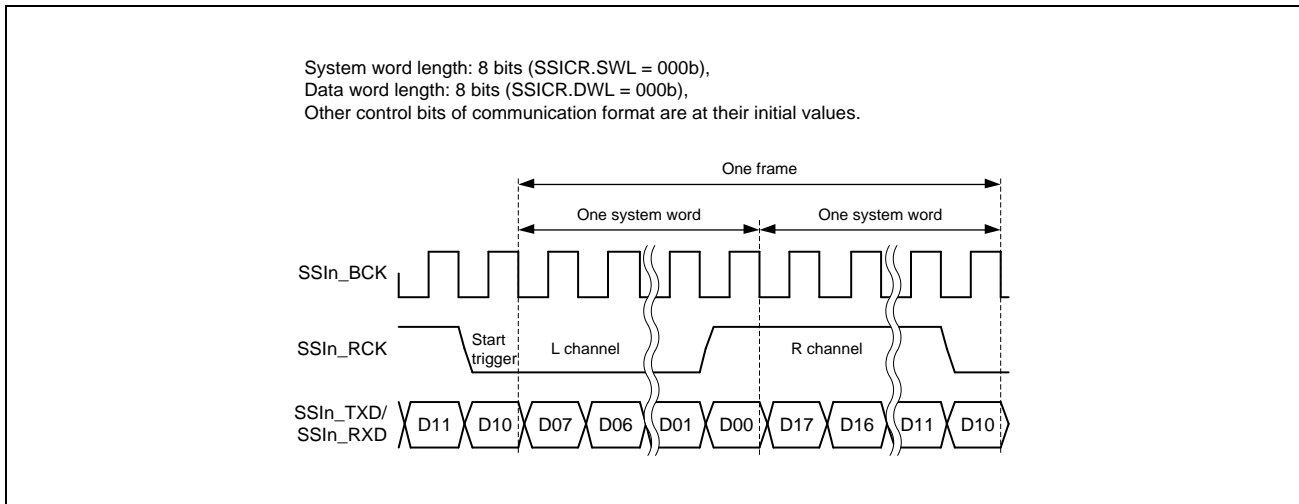 System word length: 8 bits (SSICR.SWL = 000b),
Data word length: 8 bits (SSICR.DWL = 000b),
Other control bits of communication format are at their initial values.
One frame
One system word One system word
SSIn_BCK
SSIn_RCK Start trigger L channel R channel
SSIn_TXD/
SSIn_RXD
D11 D10 D07 D06 D01 D00 D17 D16 D11 D10